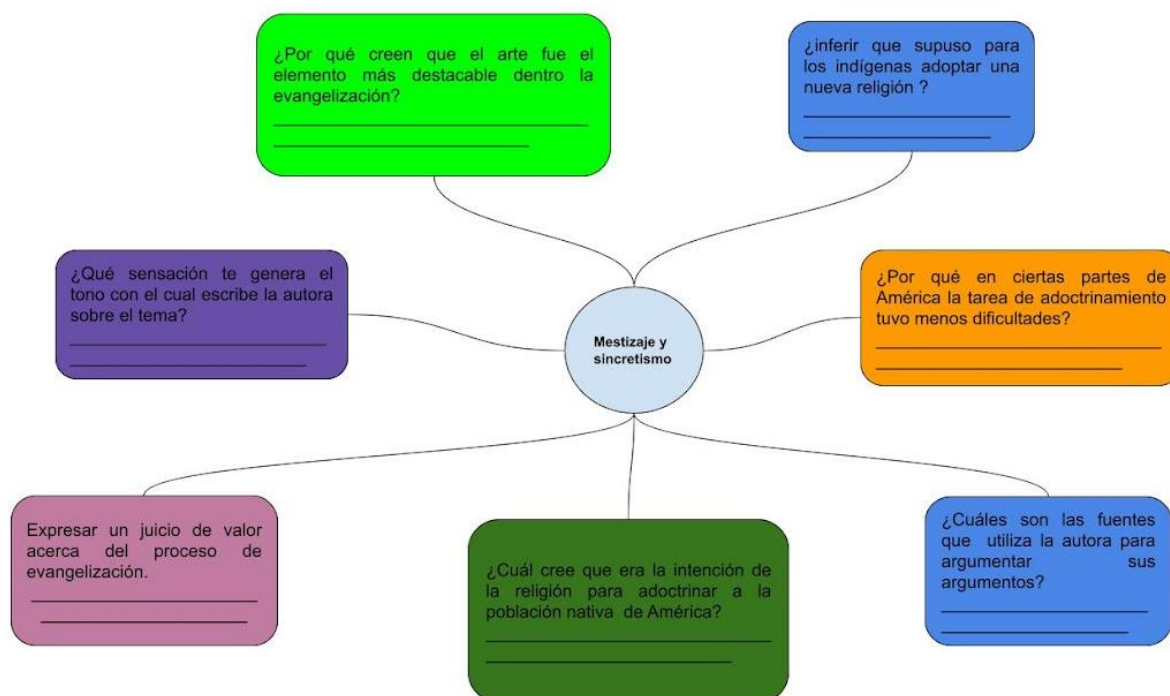 ¿Por qué creen que el arte fue el
elemento más destacable dentro la
evangelización?
¿inferir que supuso para
los indígenas adoptar una
nueva religión ?
¿Qué sensación te genera el
tono con el cual escribe la autora
sobre el tema?
Mestizaje y
sincretismo
¿Por qué en ciertas partes de
América la tarea de adoctrinamiento
tuvo menos dificultades?
Expresar un juicio de valor
acerca del proceso de
evangelización.
¿Cuál cree que era la intención de
la religión para adoctrinar a la
población nativa de América?
¿Cuáles son las fuentes
que utiliza la autora para
argumentar sus
argumentos?